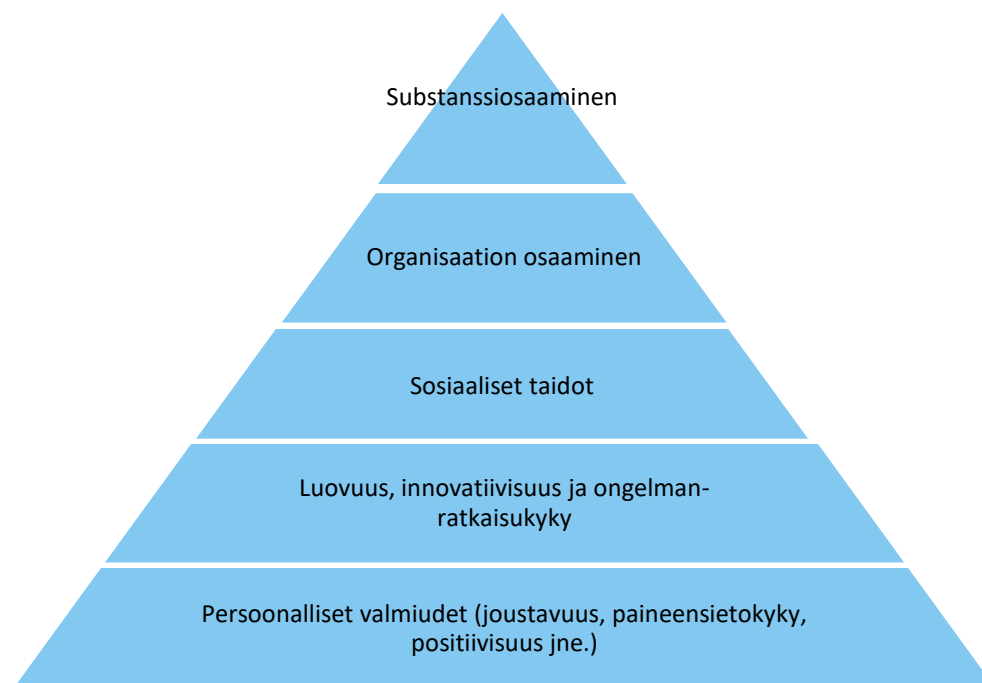 Substanssiosaaminen
Organisaation osaaminen
Sosiaaliset taidot
Luovuus, innovatiivisuus ja ongelman-
ratkaisukyky
Persoonalliset valmiudet (joustavuus, paineensietokyky,
positiivisuus jne.)